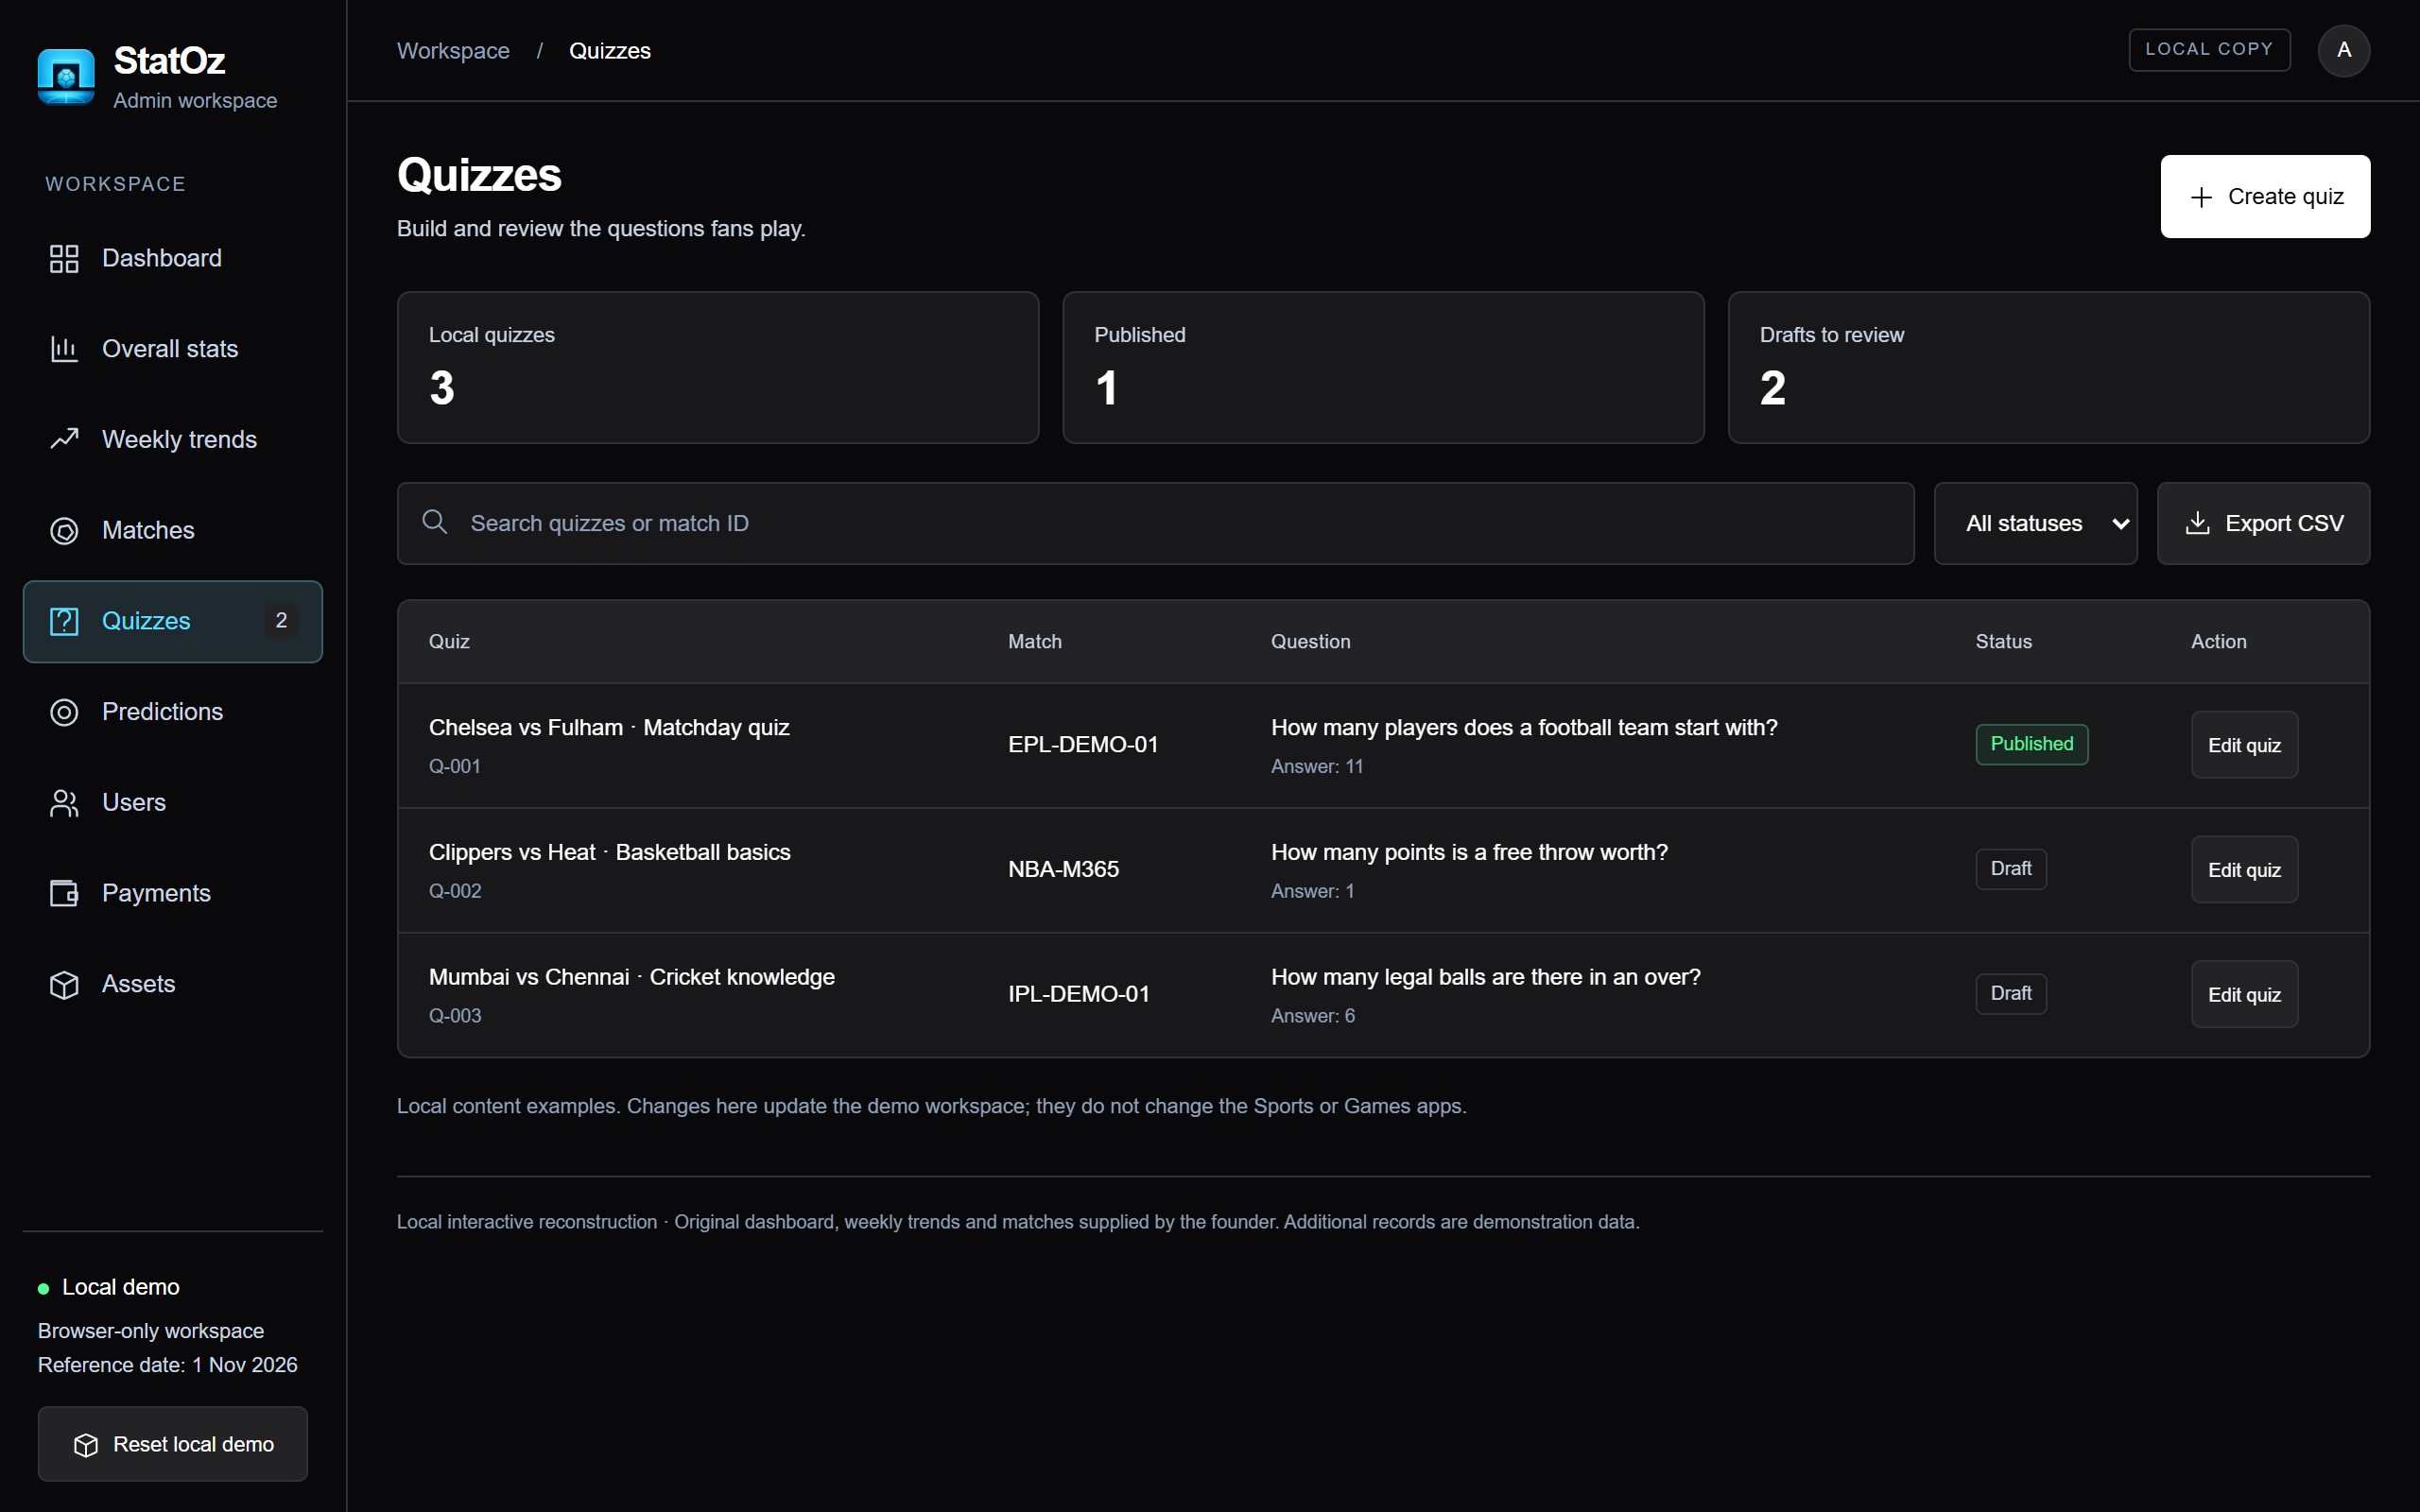 StatOz
Admin workspace
WORKSPACE
Dashboard
Overall stats
Weekly trends
Matches
Quizzes 2
Predictions
Users
Payments
Assets
Local demo
Browser-only workspace
Reference date: 1 Nov 2026
Reset local demo
Workspace / Quizzes
LOCAL COPY A
Quizzes
Build and review the questions fans play.
+ Create quiz
Local quizzes
3
Published
1
Drafts to review
2
Search quizzes or match ID
All statuses
Export CSV
Quiz Match Question Status Action
Chelsea vs Fulham · Matchday quiz
Q-001
EPL-DEMO-01
How many players does a football team start with?
Answer: 11
Published
Edit quiz
Clippers vs Heat · Basketball basics
Q-002
NBA-M365
How many points is a free throw worth?
Answer: 1
Draft
Edit quiz
Mumbai vs Chennai · Cricket knowledge
Q-003
IPL-DEMO-01
How many legal balls are there in an over?
Answer: 6
Draft
Edit quiz
Local content examples. Changes here update the demo workspace; they do not change the Sports or Games apps.
Local interactive reconstruction · Original dashboard, weekly trends and matches supplied by the founder. Additional records are demonstration data.